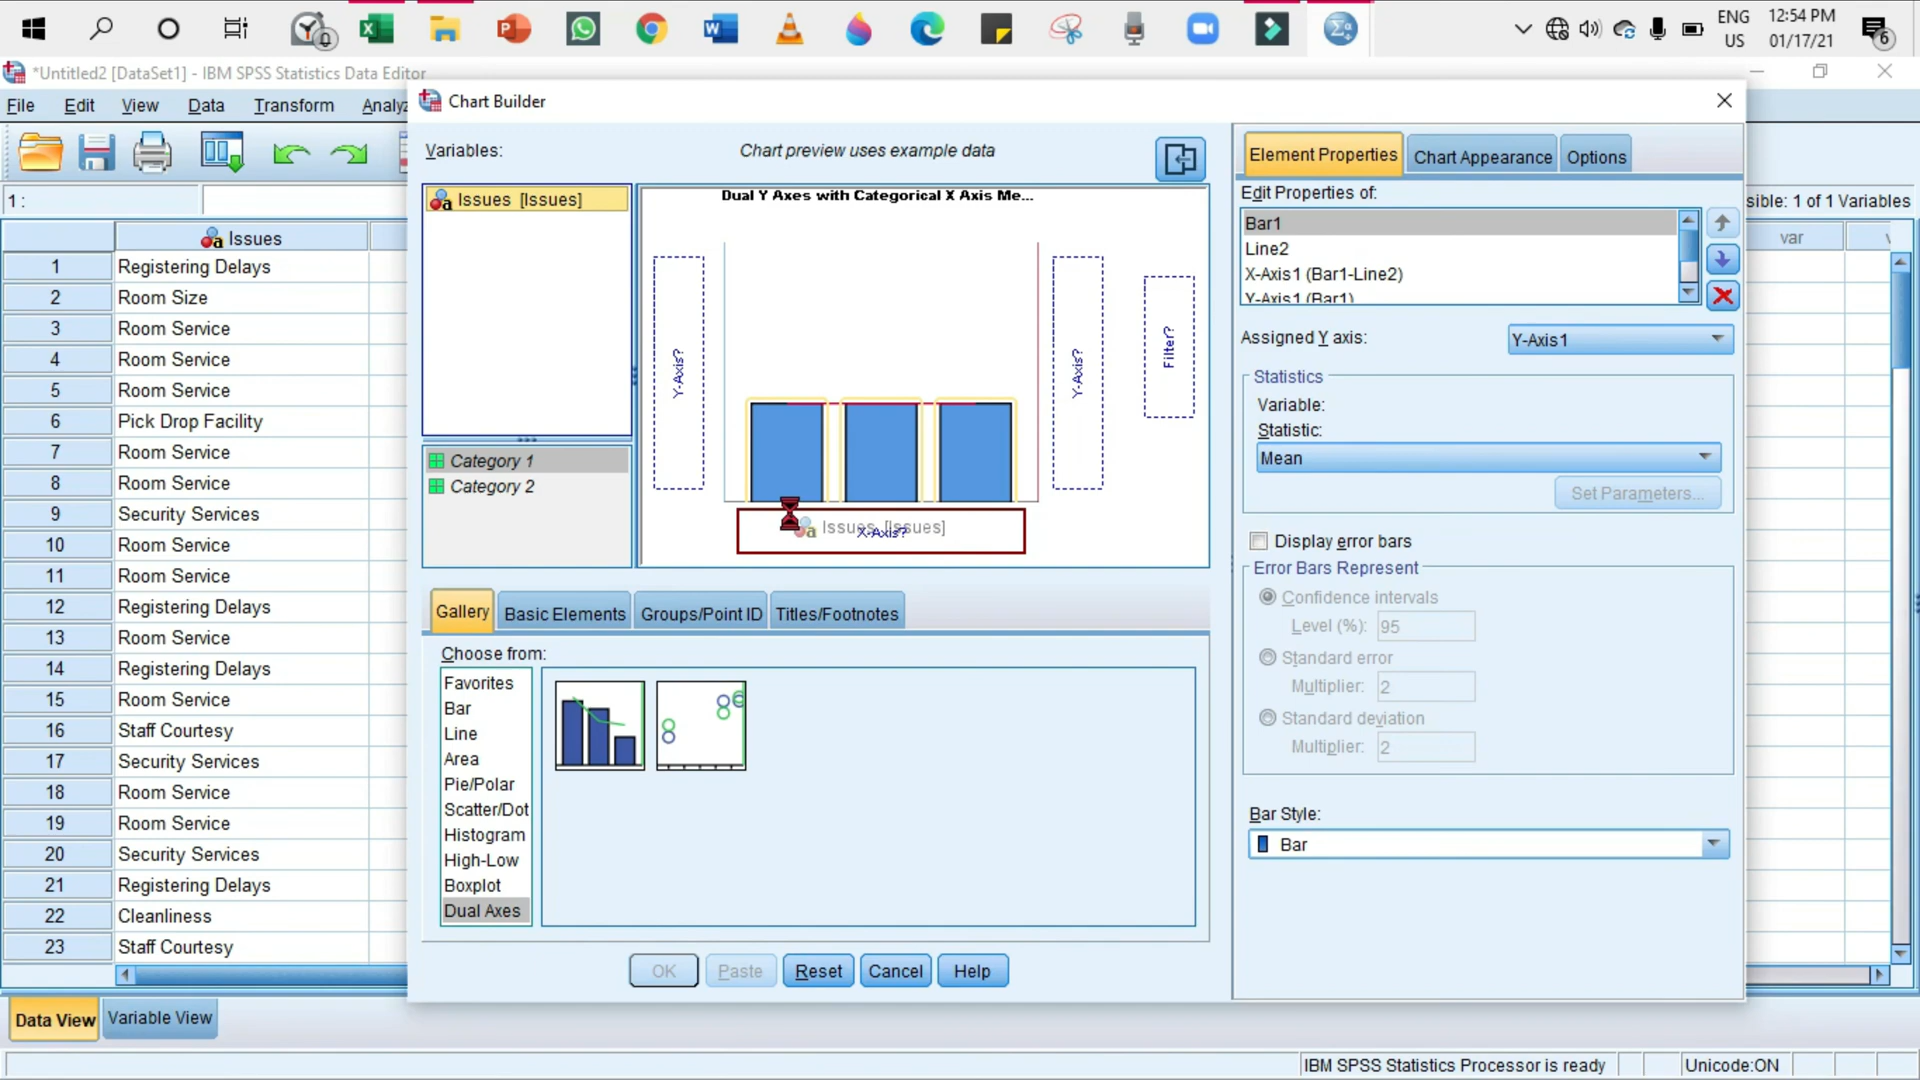 ENG
US
12:54 PM
01/17/21
6
*Untitled2 [DataSet1] - IBM SPSS Statistics Data Editor
File Edit View Data Transform
Chart Builder
1 :
Variables:
Chart preview uses example data
Issues [Issues]
Dual Y Axes with Categorical X Axis Me...
Y-Axis?
Y-Axis?
Filter?
Issues [Issues]
X-Axis?
Category 1
Category 2
Issues
1 Registering Delays
2 Room Size
3 Room Service
4 Room Service
5 Room Service
6 Pick Drop Facility
7 Room Service
8 Room Service
9 Security Services
10 Room Service
11 Room Service
12 Registering Delays
13 Room Service
14 Registering Delays
15 Room Service
16 Staff Courtesy
17 Security Services
18 Room Service
19 Room Service
20 Security Services
21 Registering Delays
22 Cleanliness
23 Staff Courtesy
Gallery Basic Elements Groups/Point ID Titles/Footnotes
Choose from:
Favorites
Bar
Line
Area
Pie/Polar
Scatter/Dot
Histogram
High-Low
Boxplot
Dual Axes
OK Paste Reset Cancel Help
Element Properties Chart Appearance Options
Edit Properties of:
Bar1
Line2
X-Axis1 (Bar1-Line2)
Y-Axis1 (Bar1)
Assigned Y axis: Y-Axis1
Statistics
Variable:
Statistic:
Mean
Set Parameters...
Display error bars
Error Bars Represent
Confidence intervals
Level (%): 95
Standard error
Multiplier: 2
Standard deviation
Multiplier: 2
Bar Style:
Bar
1 of 1 Variables
var
Data View Variable View
IBM SPSS Statistics Processor is ready Unicode:ON